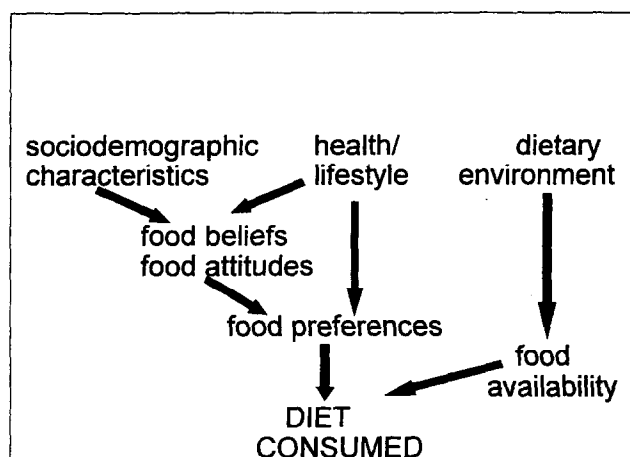 sociodemographic
characteristics
health/
lifestyle
dietary
environment
food beliefs
food attitudes
food preferences
food
availability
DIET
CONSUMED